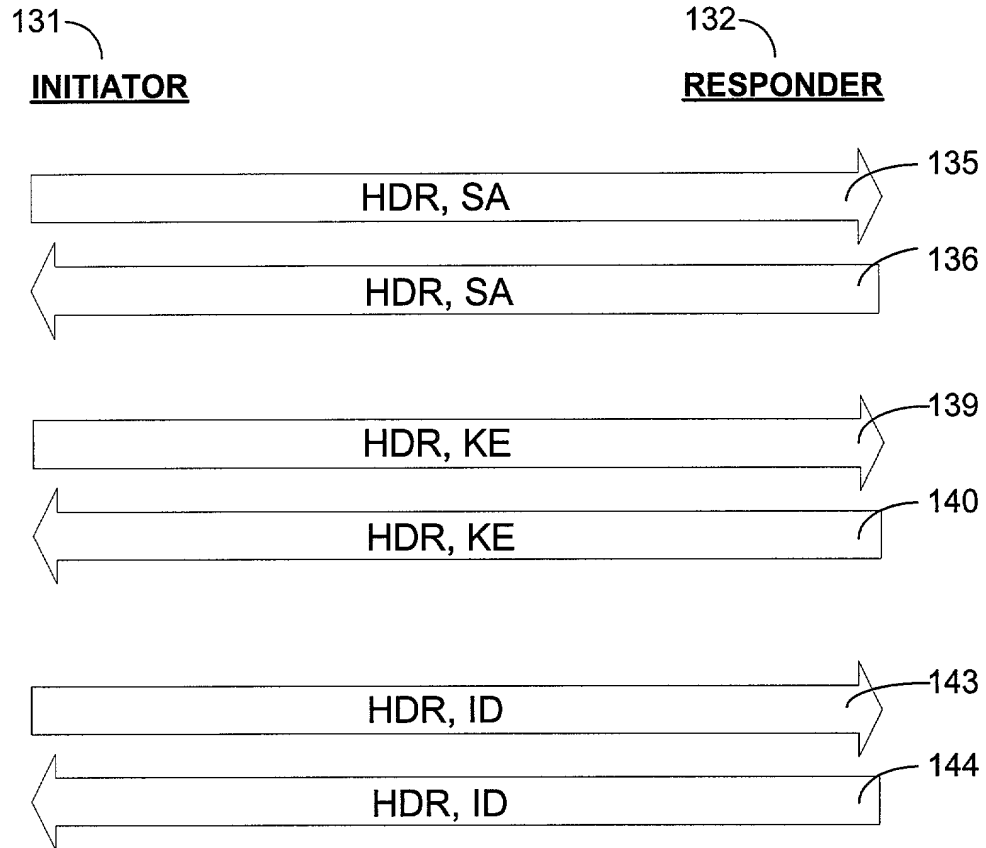 131
132
INITIATOR
RESPONDER
HDR, SA
135
HDR, SA
136
HDR, KE
139
HDR, KE
140
HDR, ID
143
HDR, ID
144